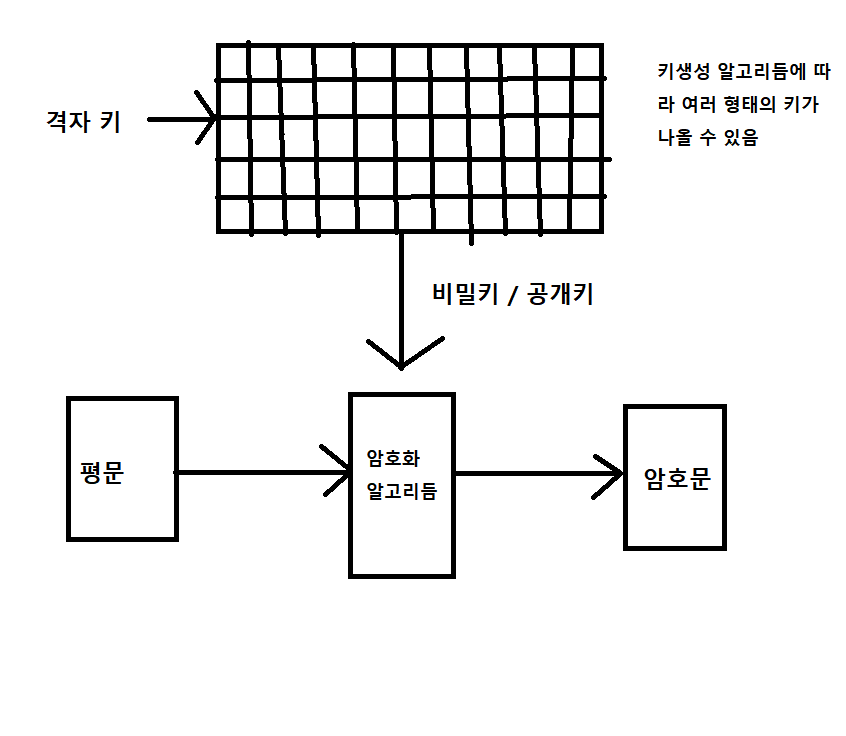 격자 키
키생성 알고리듬에 따
라 여러 형태의 키가
나올 수 있음
비밀키 / 공개키
평문
암호화
알고리듬
암호문